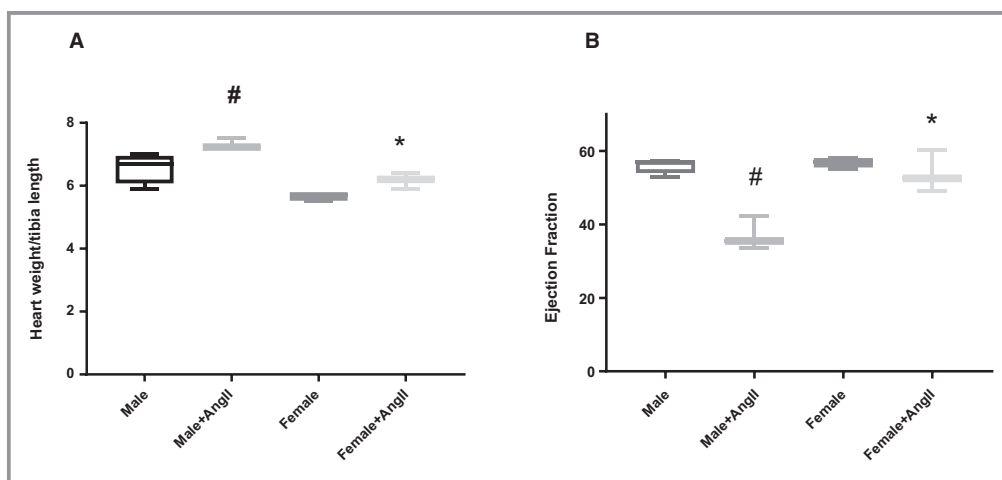 A
B
#
*
8
6
4
2
0
Heart weight/tibia length
Male
Male+AngII
Female
Female+AngII
*
#
60
40
20
0
Ejection Fraction
Male
Male+AngII
Female
Female+AngII